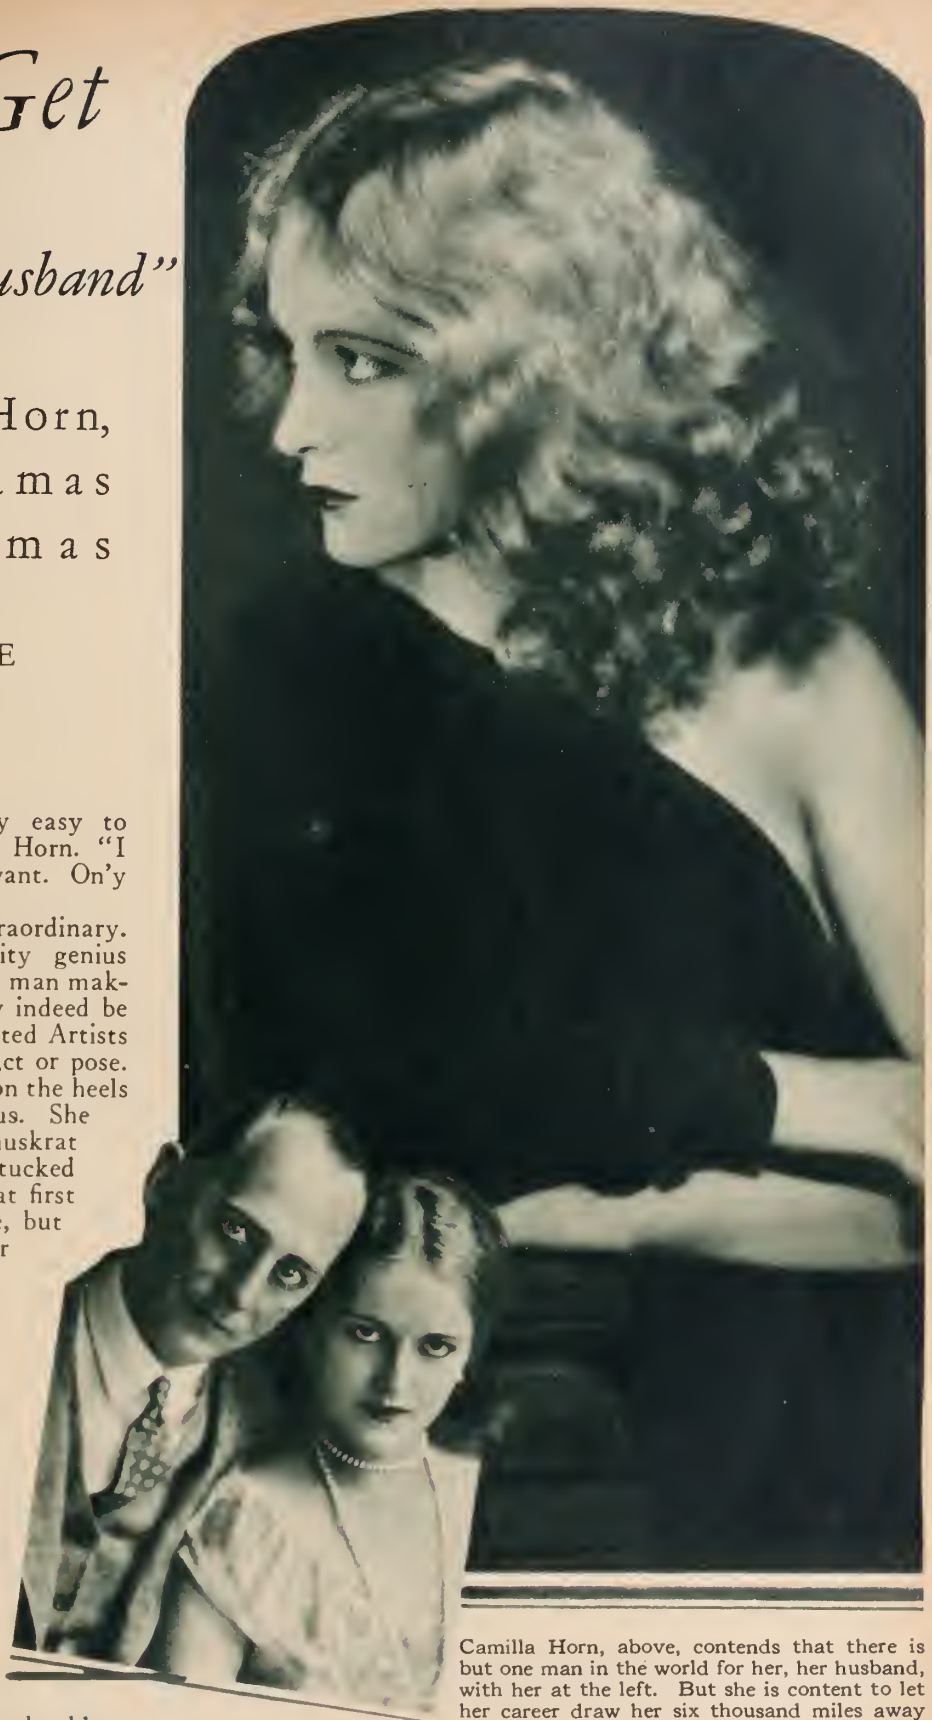 Get
usband”
Horn,
mas
mas
E
y easy to
Horn. “I
vant. On'y
raordinary.
ity genius
man mak-
indeed be
ted Artists
ct or pose.
on the heels
us. She
uskrat
tucked
at first
, but
r
Camilla Horn, above, contends that there is
but one man in the world for her, her husband,
with her at the left. But she is content to let
her career draw her six thousand miles away